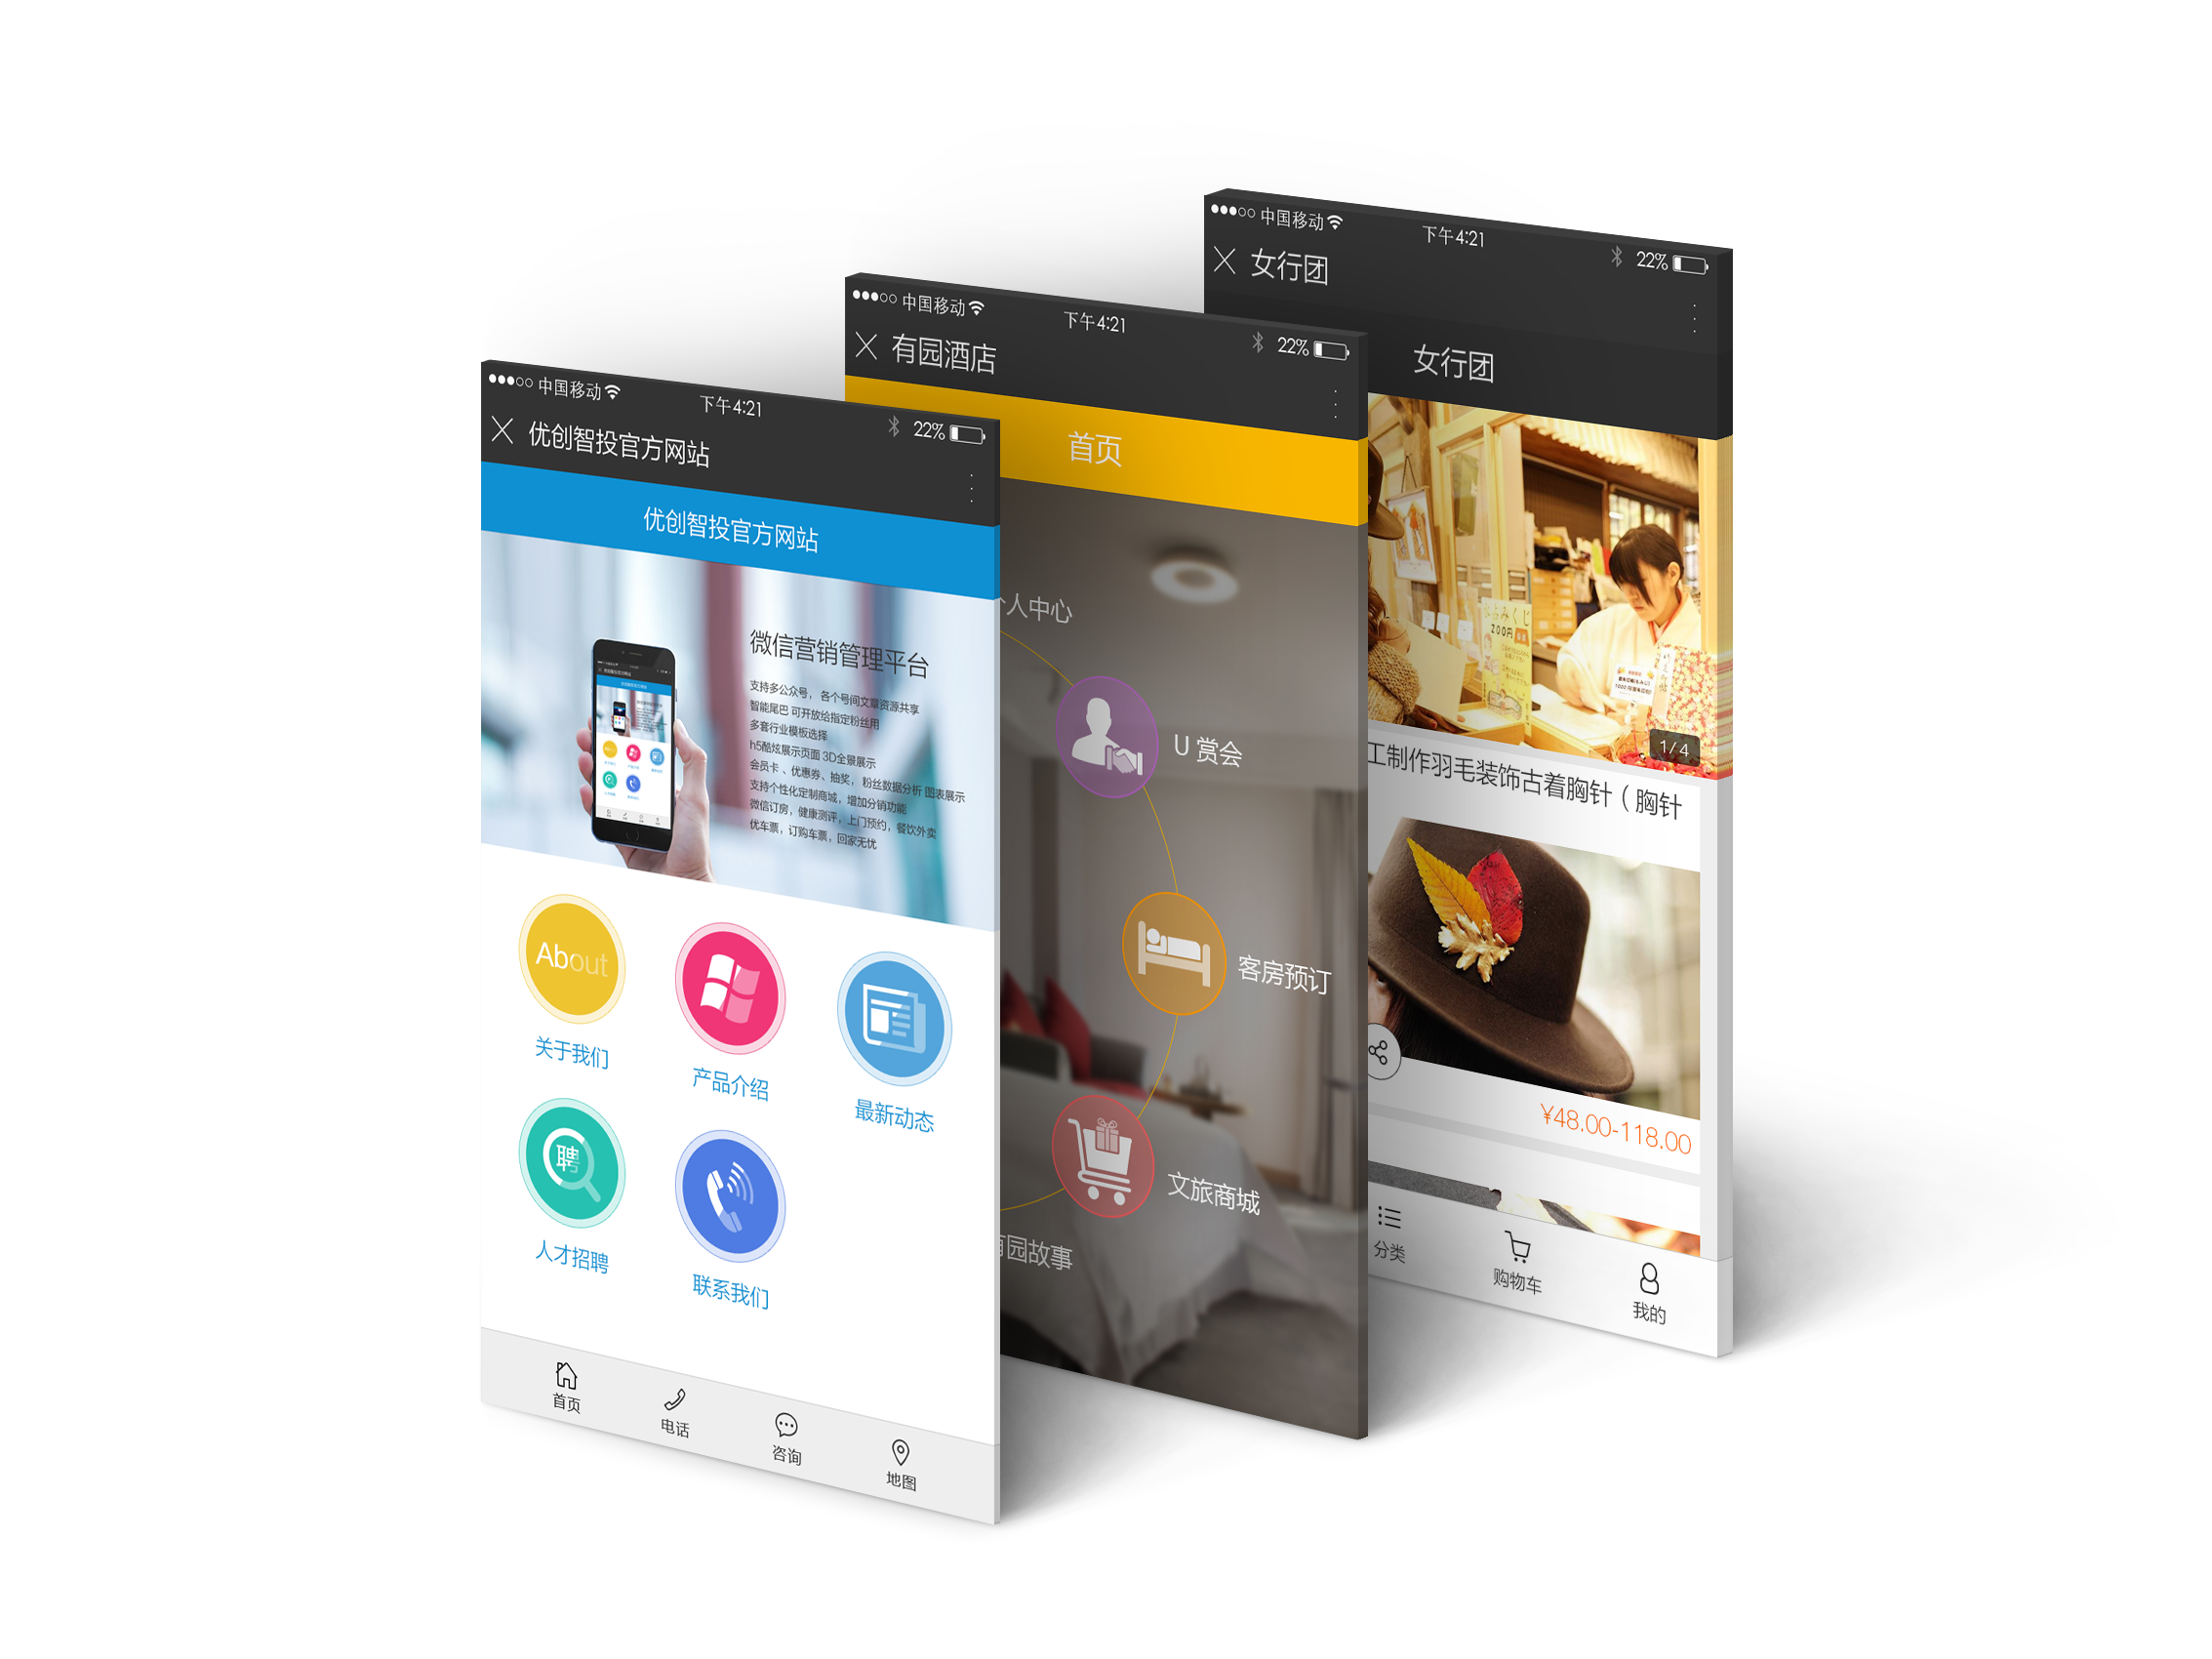 中国移动
下午4:21
22%
优创智投官方网站
优创智投官方网站
微信营销管理平台
支持多公众号， 各个号间文章资源共享
智能尾巴 可开放给指定粉丝用
多套行业模板选择
h5酷炫展示页面 3D全景展示
会员卡 、优惠券、抽奖， 粉丝数据分析 图表展示
支持个性化定制商城，增加分销功能
微信订房，健康测评，上门预约，餐饮外卖
优车票，订购车票，回家无忧
About
关于我们
产品介绍
最新动态
聘
人才招聘
联系我们
首页
电话
咨询
地图
中国移动
下午4:21
22%
有园酒店
首页
个人中心
U 赏会
客房预订
文旅商城
有园故事
中国移动
下午4:21
22%
女行团
女行团
おみくじ
200円
1/4
工制作羽毛装饰古着胸针（胸针
¥48.00-118.00
分类
购物车
我的